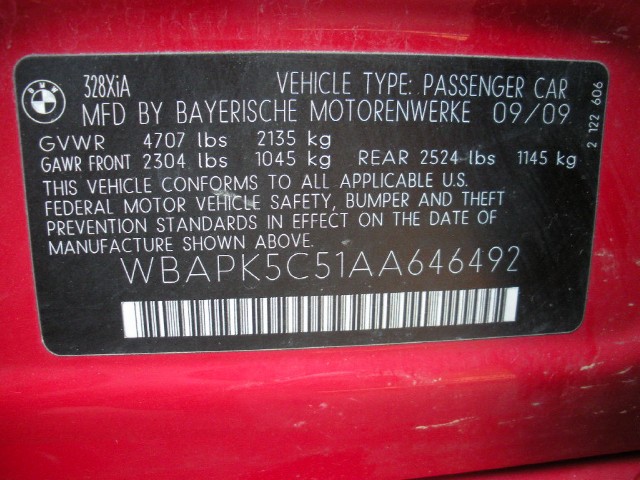 BMW 328XiA VEHICLE TYPE: PASSENGER CAR
MFD BY BAYERISCHE MOTORENWERKE 09/09
GVWR 4707 lbs 2135 kg
GAWR FRONT 2304 lbs 1045 kg REAR 2524 lbs 1145 kg
THIS VEHICLE CONFORMS TO ALL APPLICABLE U.S.
FEDERAL MOTOR VEHICLE SAFETY, BUMPER AND THEFT
PREVENTION STANDARDS IN EFFECT ON THE DATE OF
MANUFACTURE SHOWN ABOVE.
WBAPK5C51AA646492
2 122 606